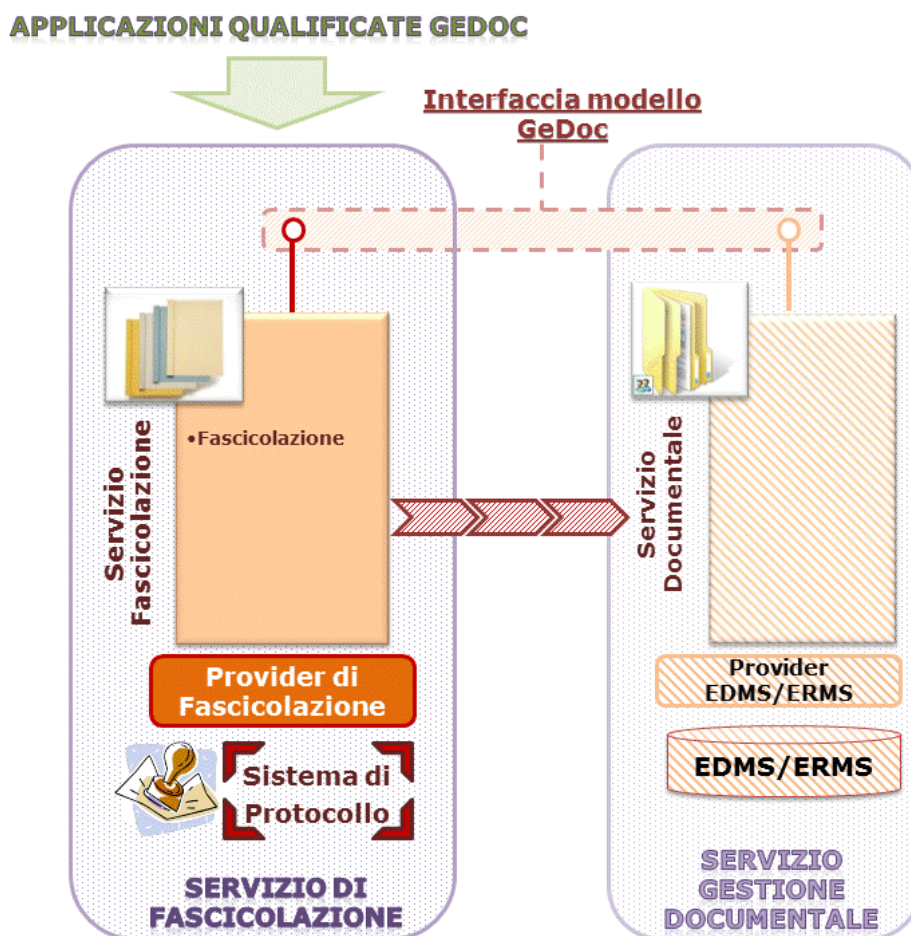 APPLICAZIONI QUALIFICATE GEDOC
Interfaccia modello
GeDoc
Servizio
Fascicolazione
•Fascicolazione
Servizio
Documentale
Provider di
Fascicolazione
Provider
EDMS/ERMS
Sistema di
Protocollo
EDMS/ERMS
SERVIZIO DI
FASCICOLAZIONE
SERVIZIO
GESTIONE
DOCUMENTALE